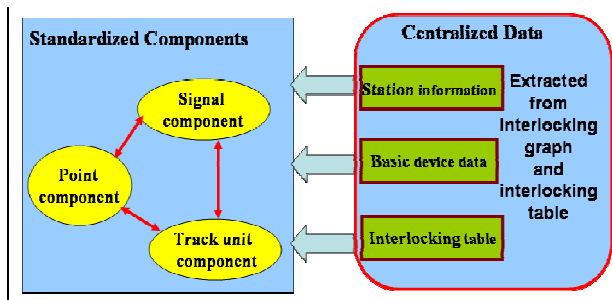 Standardized Components
Signal
component
Point
component
Track unit
component
Centralized Data
Station information
Basic device data
Interlocking table
Extracted
from
interlocking
graph
and
interlocking
table